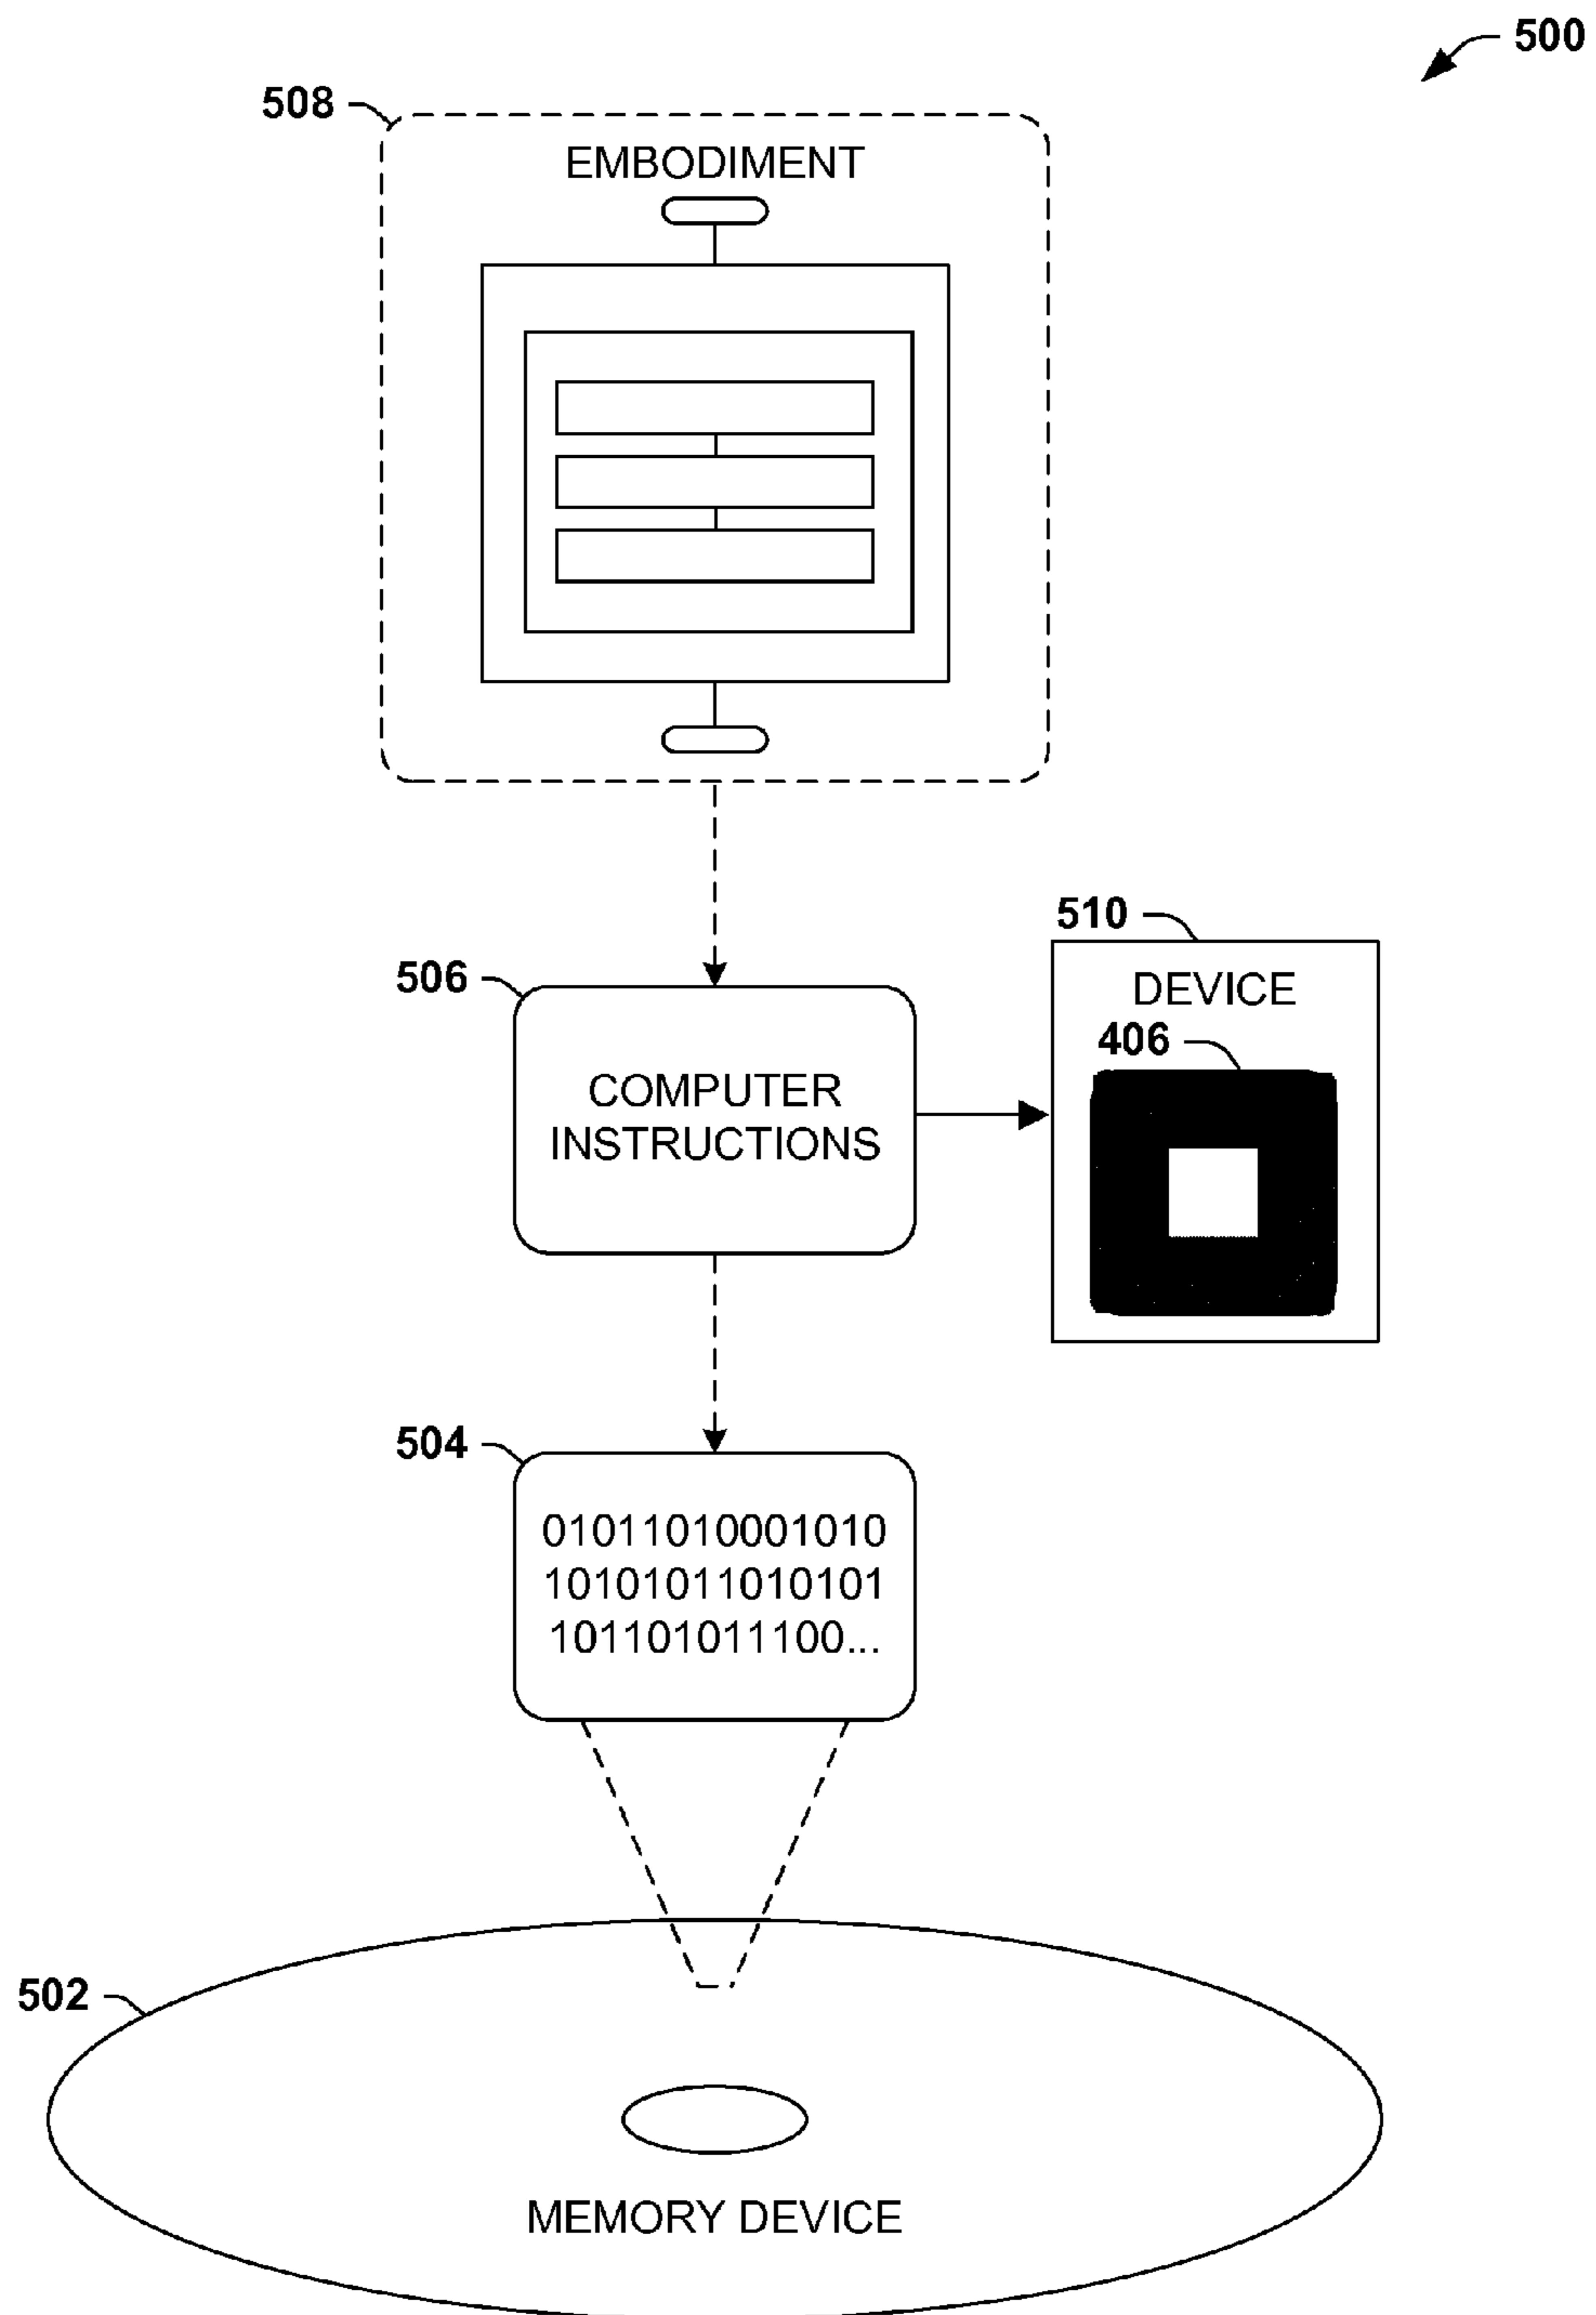 500
508
EMBODIMENT
510
506
DEVICE
406
COMPUTER
INSTRUCTIONS
504
01011010001010
10101011010101
101101011100...
502
MEMORY DEVICE